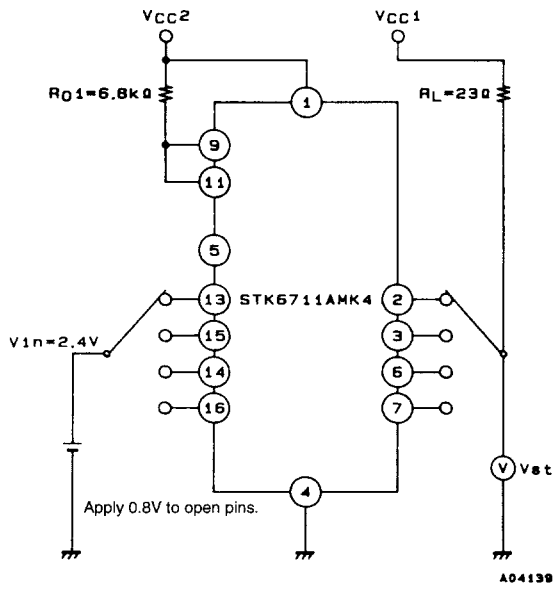 VCC2 VCC1
RO1=6.8kΩ RL=23Ω
1
9
11
5
13 STK6711AMK4 2
Vin=2.4V
15 3
14 6
16 7
V Vst
4
Apply 0.8V to open pins.
A04139